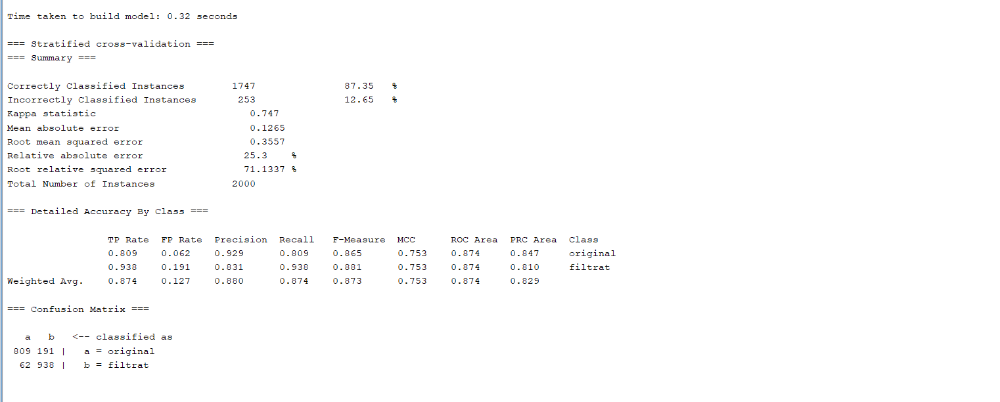 Time taken to build model: 0.32 seconds
=== Stratified cross-validation ===
=== Summary ===
Correctly Classified Instances 1747 87.35 %
Incorrectly Classified Instances 253 12.65 %
Kappa statistic 0.747
Mean absolute error 0.1265
Root mean squared error 0.3557
Relative absolute error 25.3 %
Root relative squared error 71.1337 %
Total Number of Instances 2000
=== Detailed Accuracy By Class ===
TP Rate FP Rate Precision Recall F-Measure MCC ROC Area PRC Area Class
0.809 0.062 0.929 0.809 0.865 0.753 0.874 0.847 original
0.938 0.191 0.831 0.938 0.881 0.753 0.874 0.810 filtrat
Weighted Avg. 0.874 0.127 0.880 0.874 0.873 0.753 0.874 0.829
=== Confusion Matrix ===
a b <-- classified as
809 191 | a = original
62 938 | b = filtrat